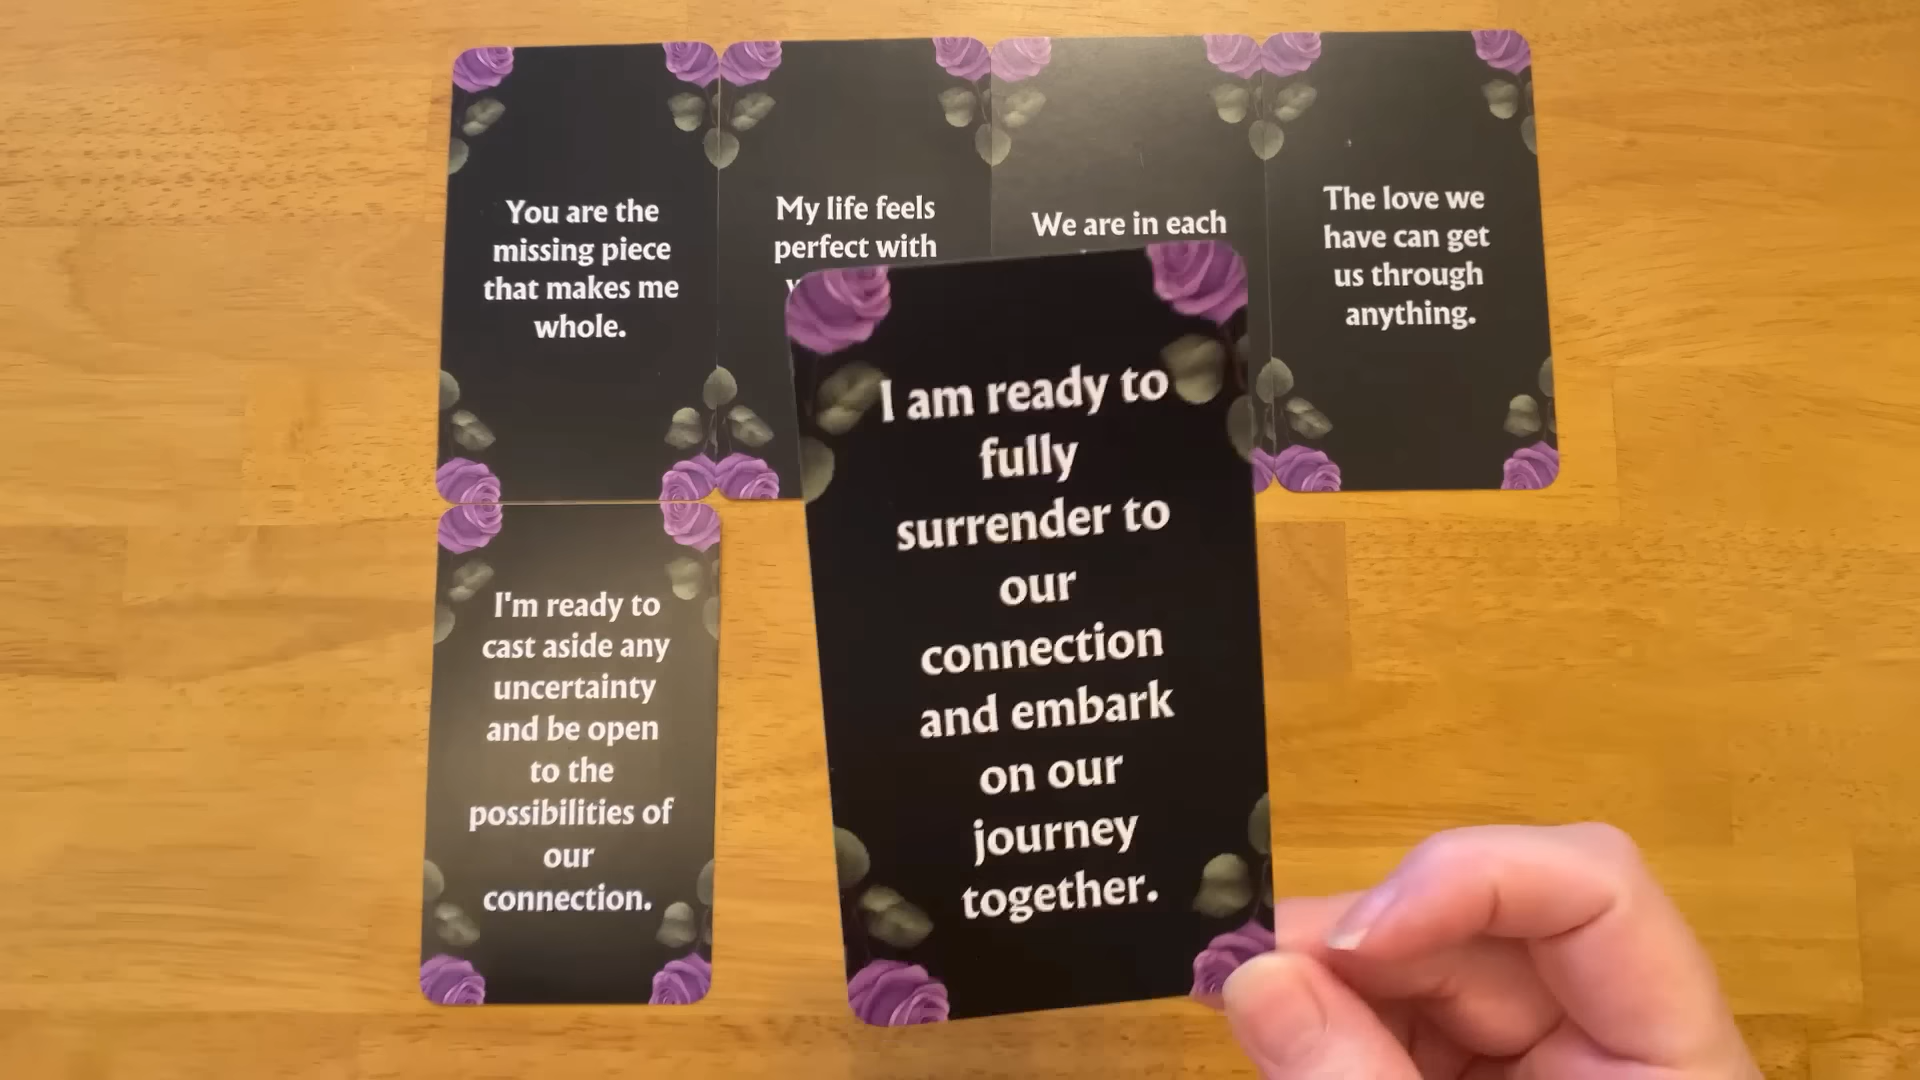 You are the
missing piece
that makes me
whole.
My life feels
perfect with
We are in each
The love we
have can get
us through
anything.
I'm ready to
cast aside any
uncertainty
and be open
to the
possibilities of
our
connection.
I am ready to
fully
surrender to
our
connection
and embark
on our
journey
together.